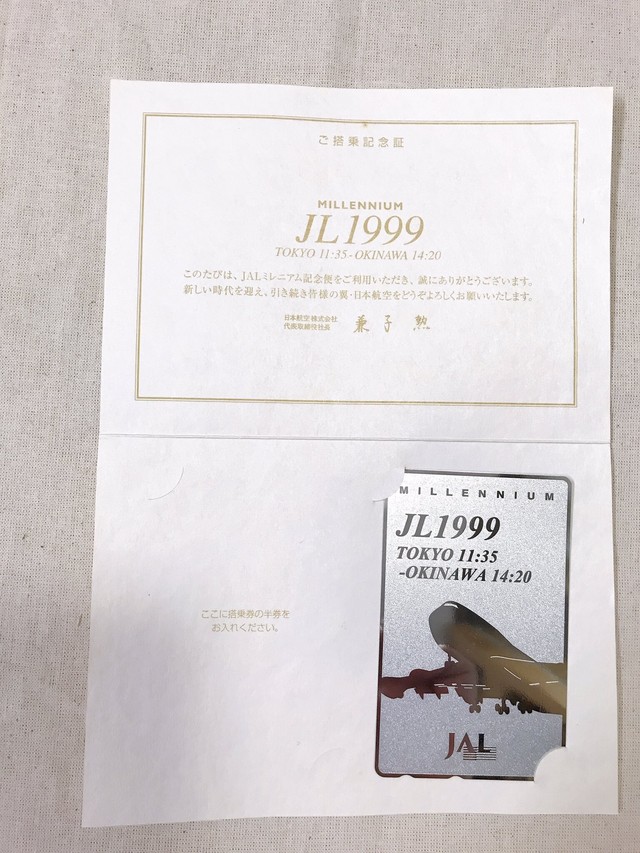 ご搭乗記念証
MILLENNIUM
JL1999
TOKYO 11:35-OKINAWA 14:20
このたびは、JALミレニアム記念便をご利用いただき、誠にありがとうございます。
新しい時代を迎え、引き続き皆様の翼・日本航空をどうぞよろしくお願いいたします。
日本航空株式会社
代表取締役社長
兼子 勲
ここに搭乗券の半券を
お入れください。
MILLENNIUM
JL1999
TOKYO 11:35
-OKINAWA 14:20
JAL